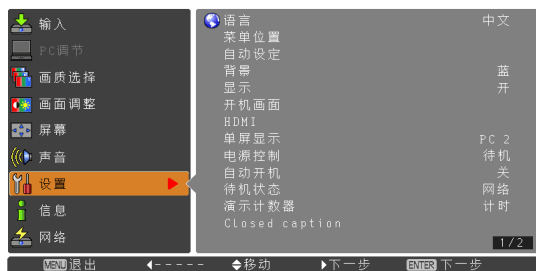 输入
PC调节
画质选择
画面调整
屏幕
声音
设置
信息
网络
语言 中文
菜单位置
自动设定
背景 蓝
显示 开
开机画面
HDMI
单屏显示 PC 2
电源控制 待机
自动开机 关
待机状态 网络
演示计数器 计时
Closed caption
1/2
MENU 退出 ----- 移动 下一步 ENTER 下一步